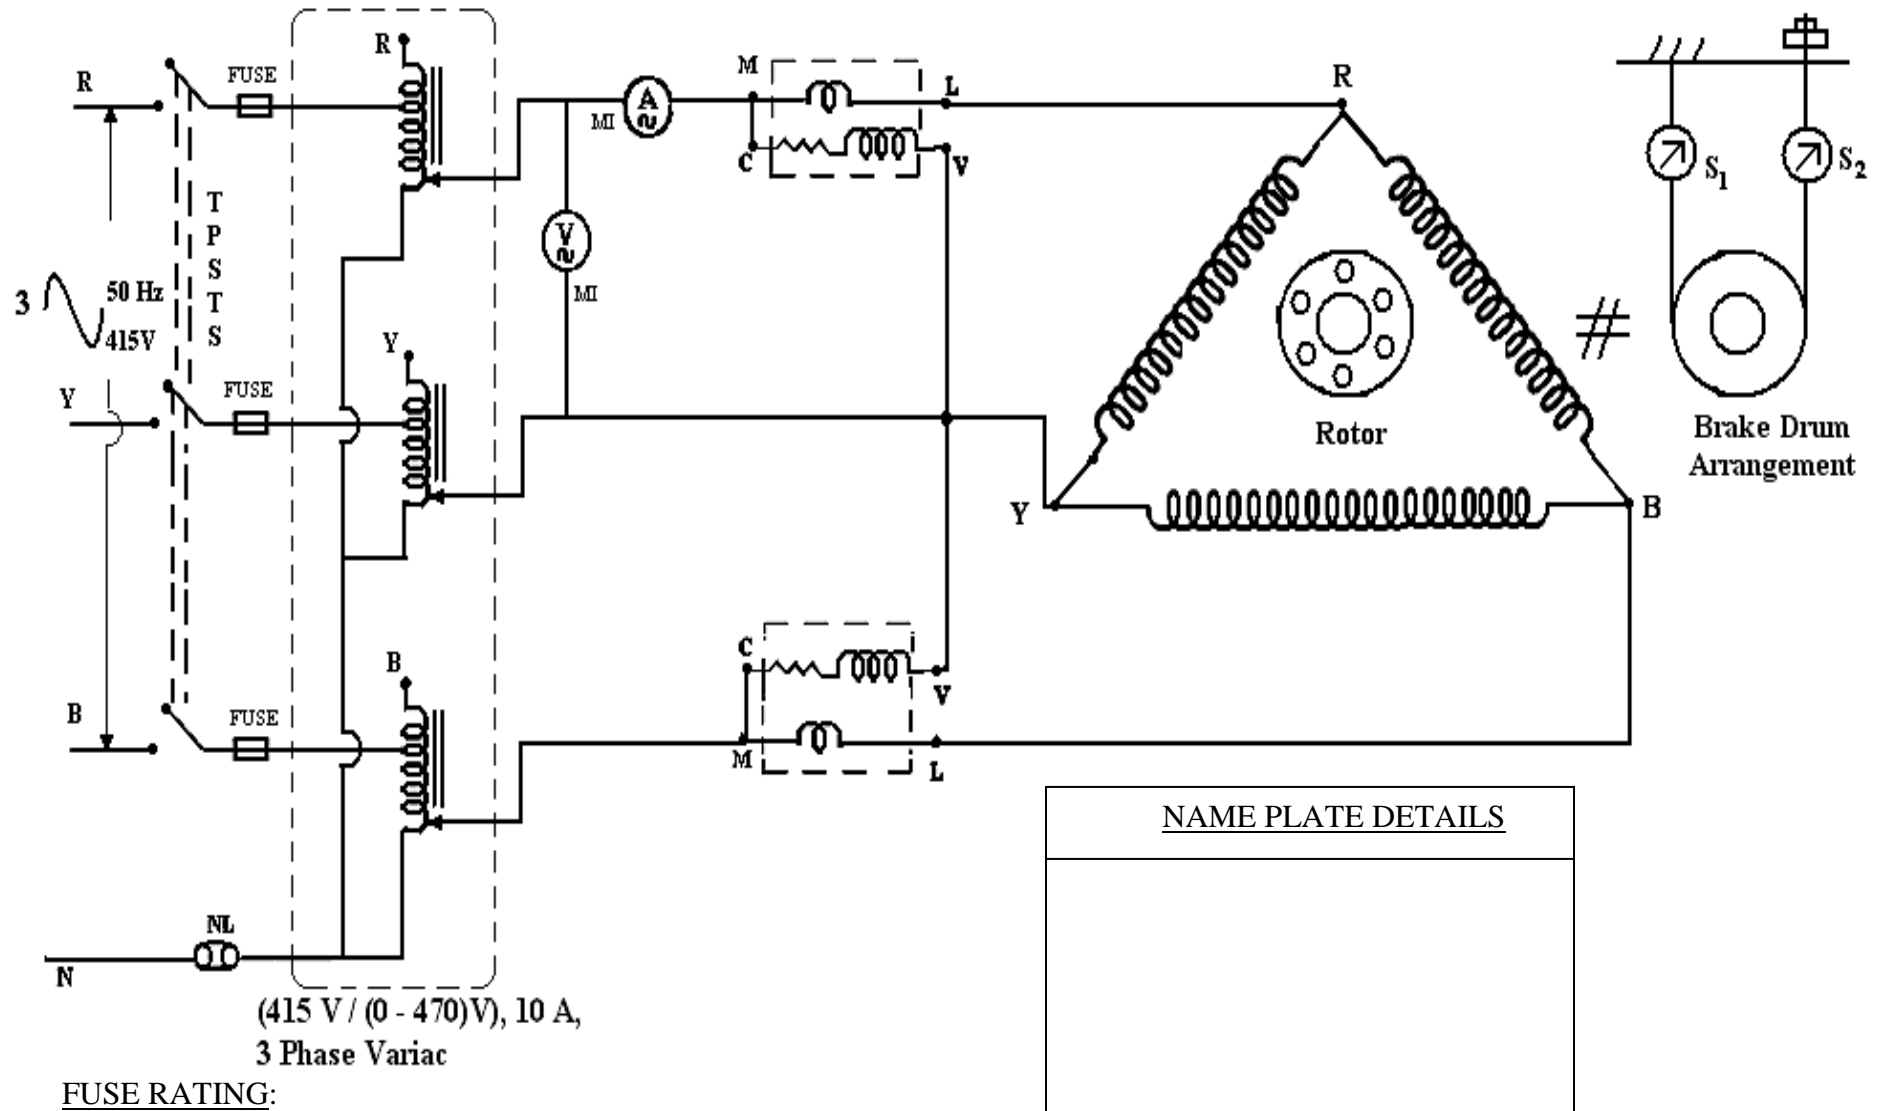 R
FUSE
R
MI
A
M
L
C
V
R
S1
S2
T
P
S
T
S
3
50 Hz
415V
V
MI
Y
FUSE
Y
Rotor
Brake Drum
Arrangement
Y
B
B
FUSE
B
C
V
M
L
NAME PLATE DETAILS
NL
N
(415 V / (0 - 470)V), 10 A,
3 Phase Variac
FUSE RATING: